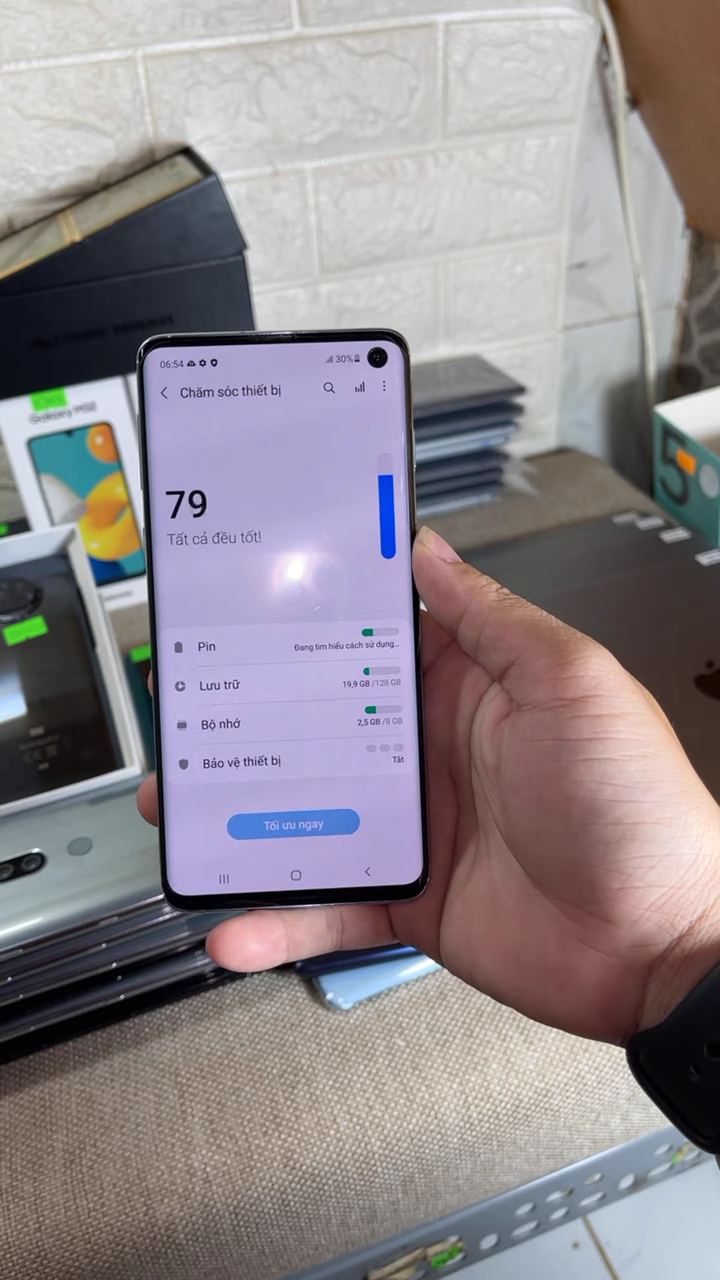 06:54
30%
Chăm sóc thiết bị
79
Tất cả đều tốt!
Pin
Đang tìm hiểu cách sử dụng...
Lưu trữ
19,9 GB /128 GB
Bộ nhớ
2,5 GB /8 GB
Bảo vệ thiết bị
Tắt
Tối ưu ngay
Galaxy
5